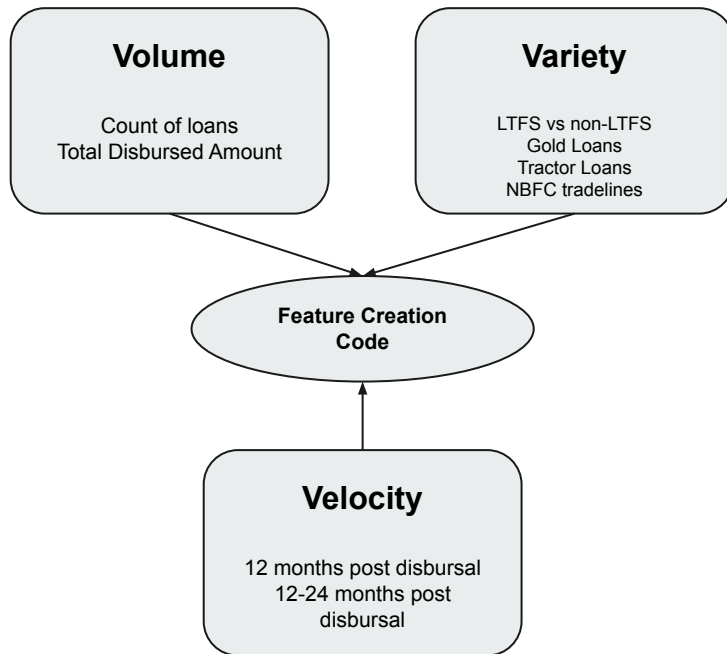 Volume
Count of loans
Total Disbursed Amount
Variety
LTFS vs non-LTFS
Gold Loans
Tractor Loans
NBFC tradelines
Feature Creation
Code
Velocity
12 months post disbursal
12-24 months post
disbursal